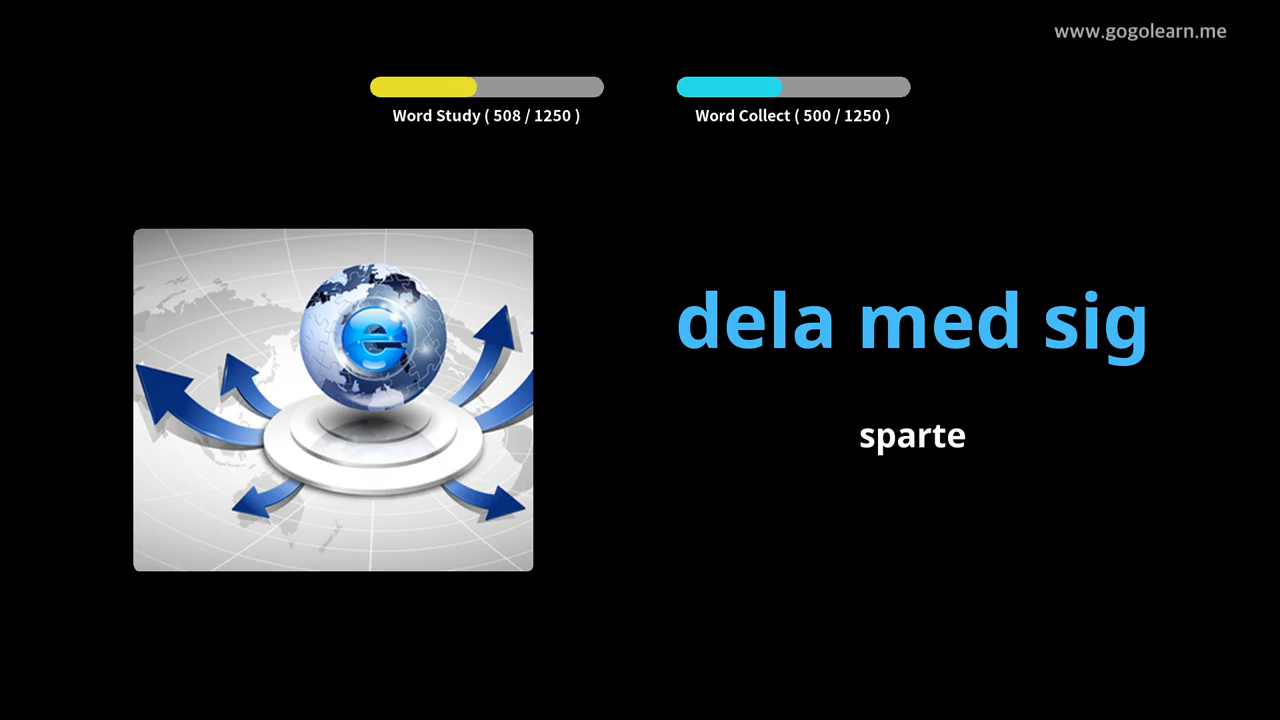 www.gogolearn.me
Word Study ( 508 / 1250 )
Word Collect ( 500 / 1250 )
e
dela med sig
sparte